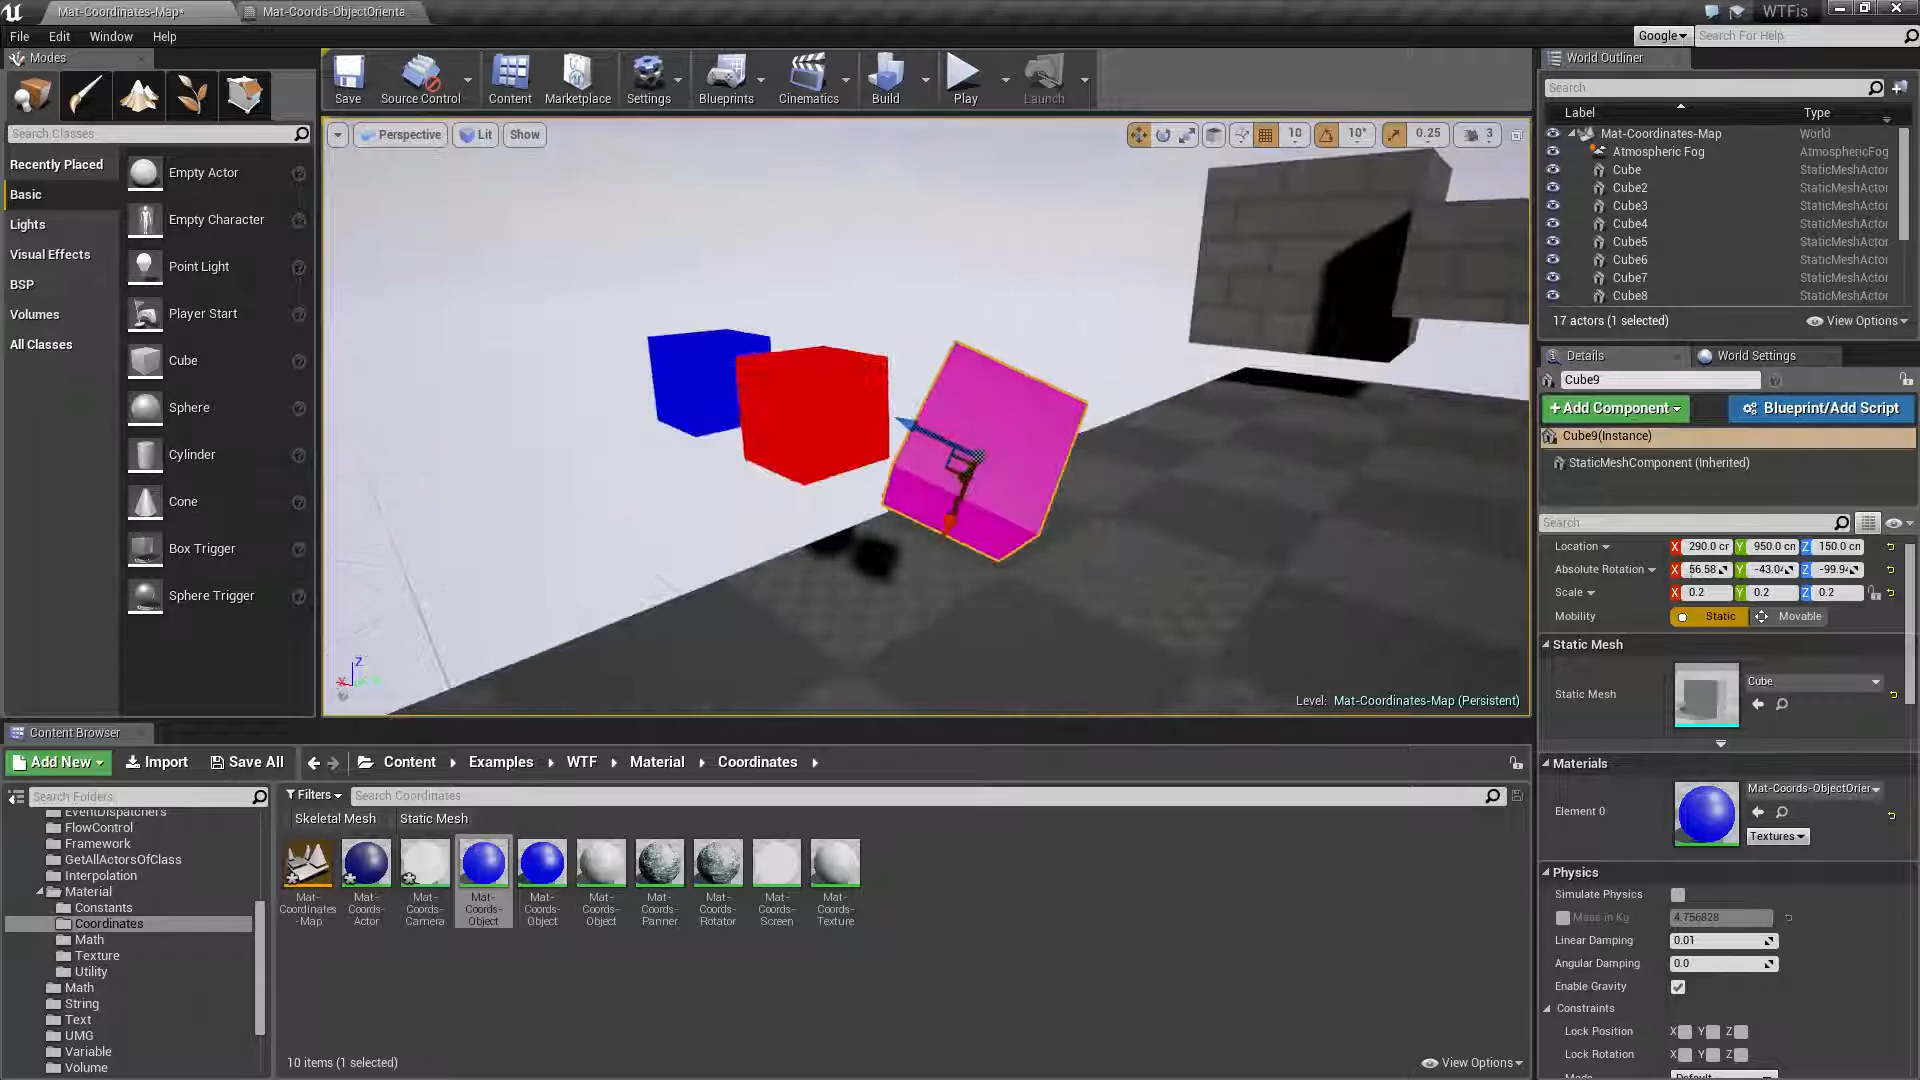 Mat-Coordinates-Map*
Mat-Coords-ObjectOrienta
WTFis
File Edit Window Help
Google
Search For Help
Modes
Search Classes
Recently Placed
Basic
Lights
Visual Effects
BSP
Volumes
All Classes
Empty Actor
Empty Character
Point Light
Player Start
Cube
Sphere
Cylinder
Cone
Box Trigger
Sphere Trigger
Save
Source Control
Content
Marketplace
Settings
Blueprints
Cinematics
Build
Play
Launch
Perspective
Lit
Show
10
10°
0.25
3
Z
X
Level: Mat-Coordinates-Map (Persistent)
World Outliner
Search
Label Type
Mat-Coordinates-Map World
Atmospheric Fog AtmosphericFog
Cube StaticMeshActor
Cube2 StaticMeshActor
Cube3 StaticMeshActor
Cube4 StaticMeshActor
Cube5 StaticMeshActor
Cube6 StaticMeshActor
Cube7 StaticMeshActor
Cube8 StaticMeshActor
17 actors (1 selected)
View Options
Details
World Settings
Cube9
+Add Component
Blueprint/Add Script
Cube9(Instance)
StaticMeshComponent (Inherited)
Search
Location X 290.0 cm Y 950.0 cm Z 150.0 cm
Absolute Rotation X 56.58 Y -43.04 Z -99.94
Scale X 0.2 Y 0.2 Z 0.2
Mobility Static Movable
Static Mesh
Static Mesh
Cube
Materials
Element 0
Mat-Coords-ObjectOrier
Textures
Physics
Simulate Physics
Mass in Kg 4.756828
Linear Damping 0.01
Angular Damping 0.0
Enable Gravity
Constraints
Lock Position X Y Z
Lock Rotation X Y Z
Mode Default
Content Browser
Add New
Import
Save All
Content
Examples
WTF
Material
Coordinates
Search Folders
EventDispatchers
FlowControl
Framework
GetAllActorsOfClass
Interpolation
Material
Constants
Coordinates
Math
Texture
Utility
Math
String
Text
UMG
Variable
Volume
Filters
Search Coordinates
Skeletal Mesh
Static Mesh
Mat-
Coordinates
-Map
Mat-
Coords-
Actor
Mat-
Coords-
Camera
Mat-
Coords-
Object
Mat-
Coords-
Object
Mat-
Coords-
Object
Mat-
Coords-
Panner
Mat-
Coords-
Rotator
Mat-
Coords-
Screen
Mat-
Coords-
Texture
10 items (1 selected)
View Options